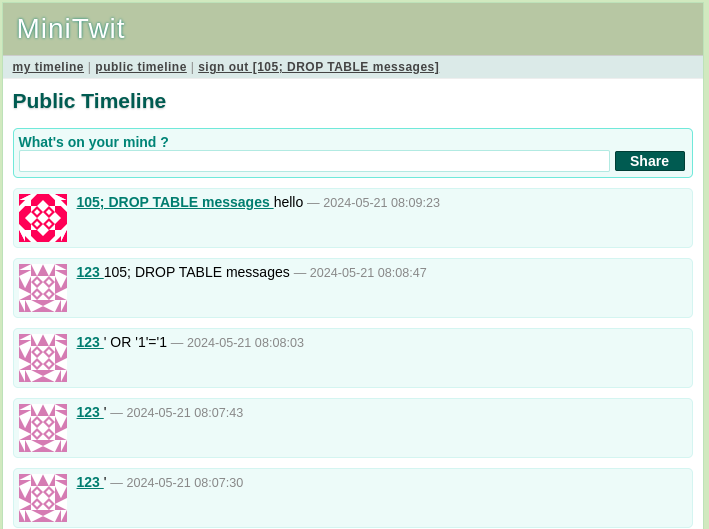 MiniTwit
my timeline | public timeline | sign out [105; DROP TABLE messages]
Public Timeline
What's on your mind ?
Share
105; DROP TABLE messages hello — 2024-05-21 08:09:23
123 105; DROP TABLE messages — 2024-05-21 08:08:47
123 ' OR '1'='1 — 2024-05-21 08:08:03
123 ' — 2024-05-21 08:07:43
123 ' — 2024-05-21 08:07:30